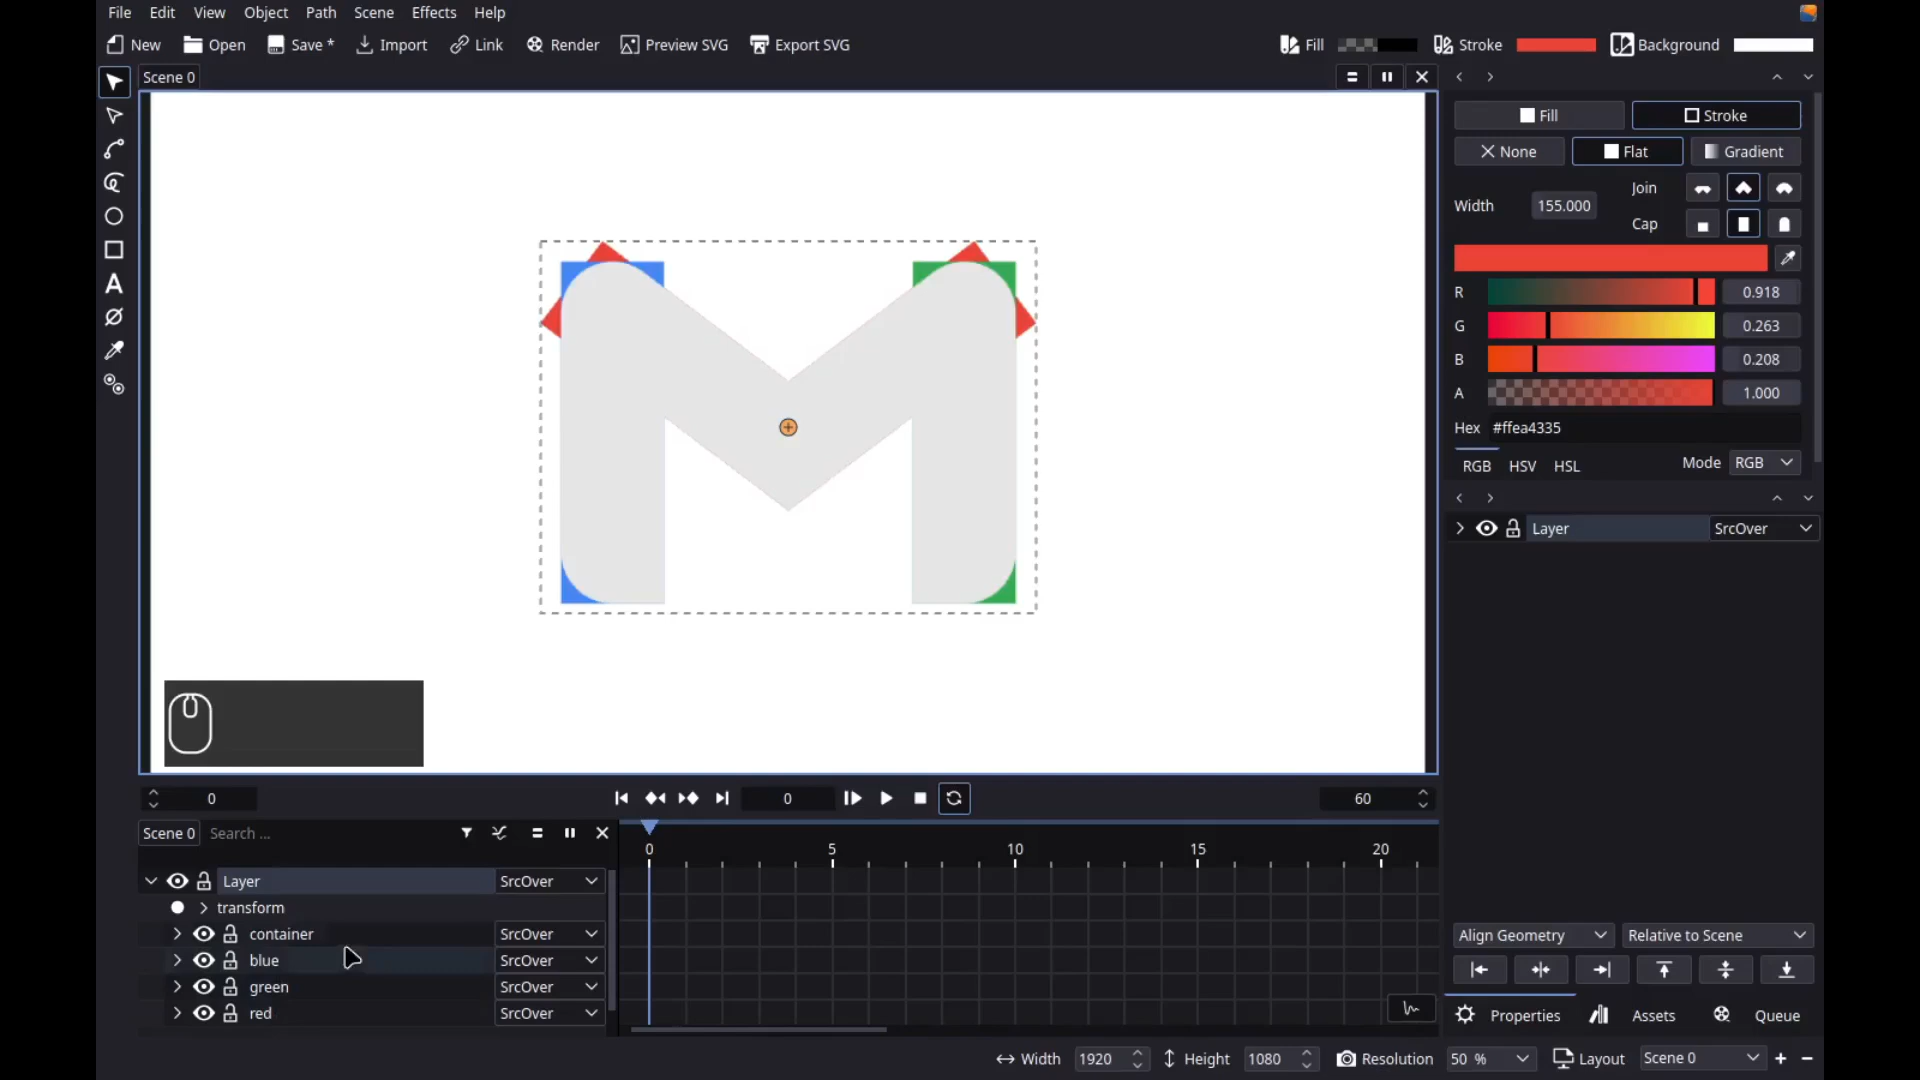 File Edit View Object Path Scene Effects Help
New Open Save * Import Link Render Preview SVG Export SVG Fill Stroke Background
Scene 0
Fill Stroke
None Flat Gradient
Join
Width 155.000
Cap
R 0.918
G 0.263
B 0.208
A 1.000
Hex #ffea4335
RGB HSV HSL Mode RGB
Layer SrcOver
0 0 60
Scene 0 Search ...
0 5 10 15 20
Layer SrcOver
transform
container SrcOver
blue SrcOver
green SrcOver
red SrcOver
Align Geometry Relative to Scene
Properties Assets Queue
Width 1920 Height 1080 Resolution 50 % Layout Scene 0